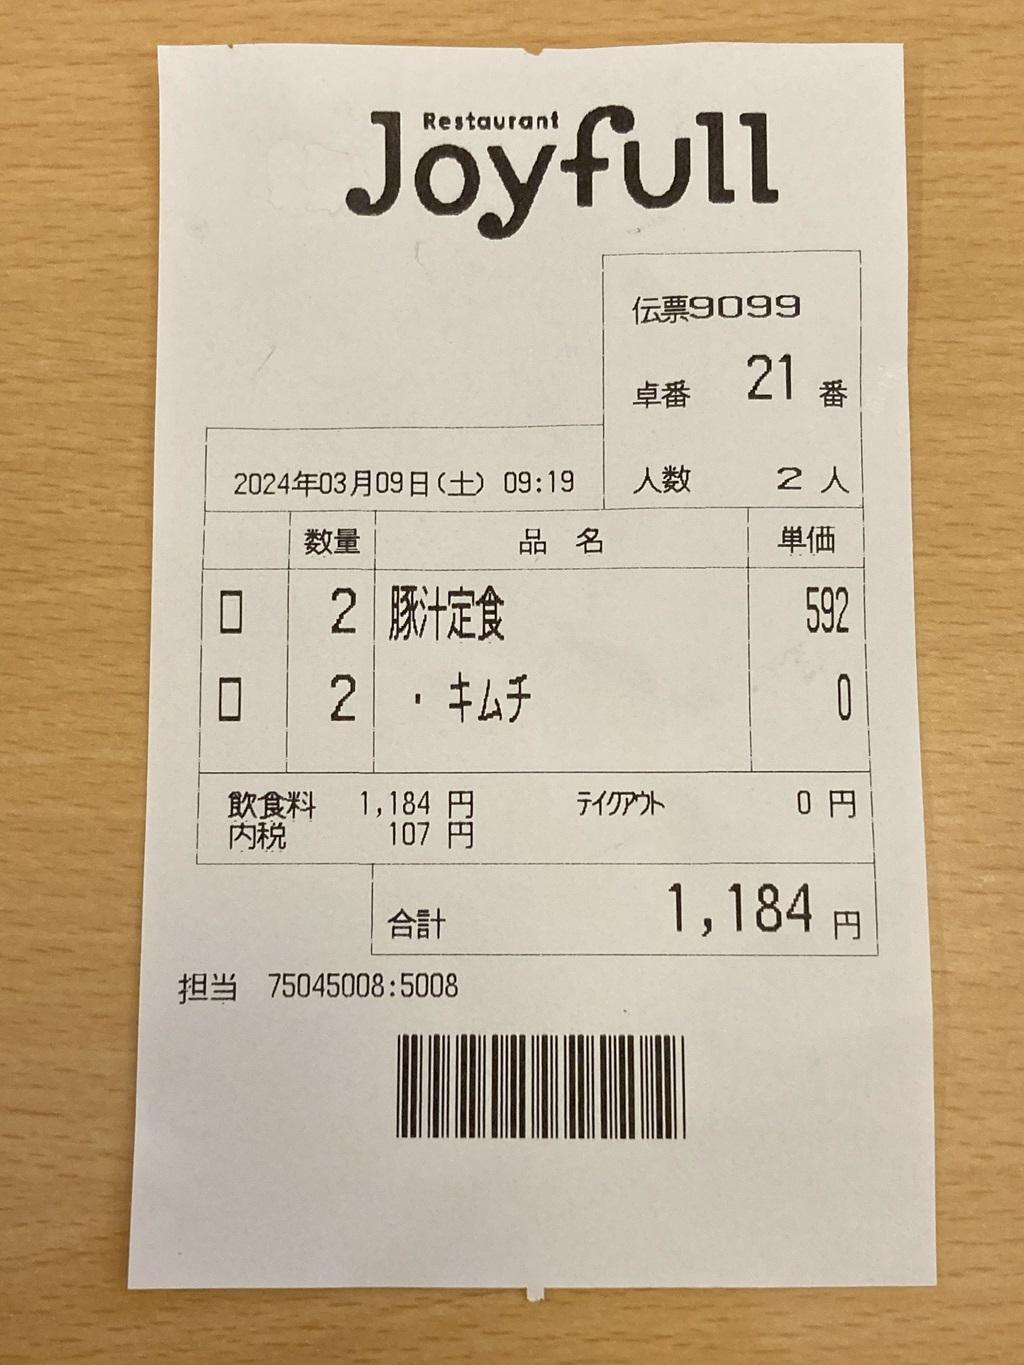 Restaurant
Joyfull
伝票9099
卓番 21 番
2024年03月09日(土) 09:19
人数 2 人
数量 品 名 単価
□ 2 豚汁定食 592
□ 2 ・キムチ 0
飲食料 1,184 円 テイクアウト 0 円
内税 107 円
合計 1,184 円
担当 75045008:5008